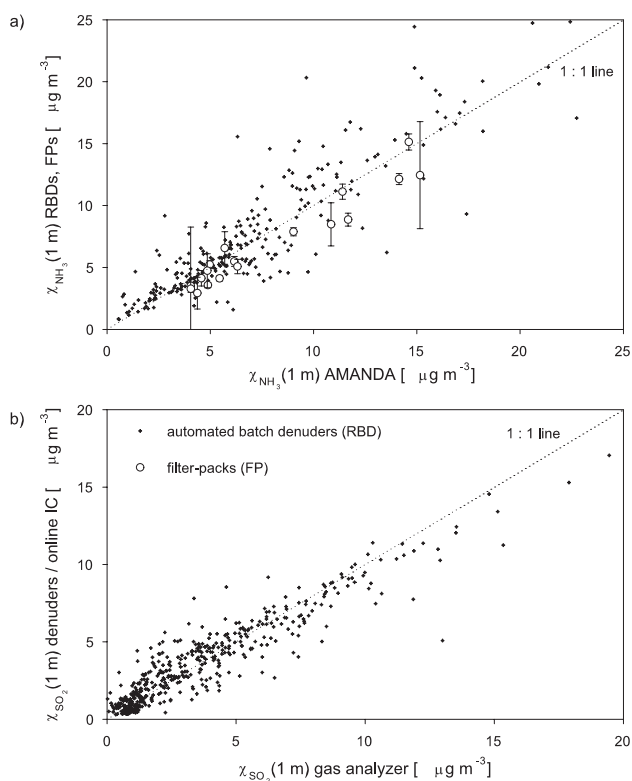 a)
25
20
15
10
5
0
χNH₃(1 m) RBDs, FPs [ μg m⁻³]
1 : 1 line
0 5 10 15 20 25
χNH₃(1 m) AMANDA [ μg m⁻³]
b)
20
15
10
5
0
χSO₂(1 m) denuders / online IC [ μg m⁻³]
automated batch denuders (RBD)
filter-packs (FP)
1 : 1 line
0 5 10 15 20
χSO₂(1 m) gas analyzer [ μg m⁻³]